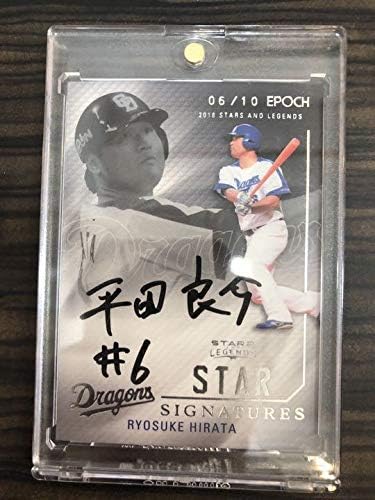 06/10 EPOCH
2018 STARS AND LEGENDS
Dragons
平田良介
#6
STARS
LEGENDS
Dragons
STAR
SIGNATURES
RYOSUKE HIRATA